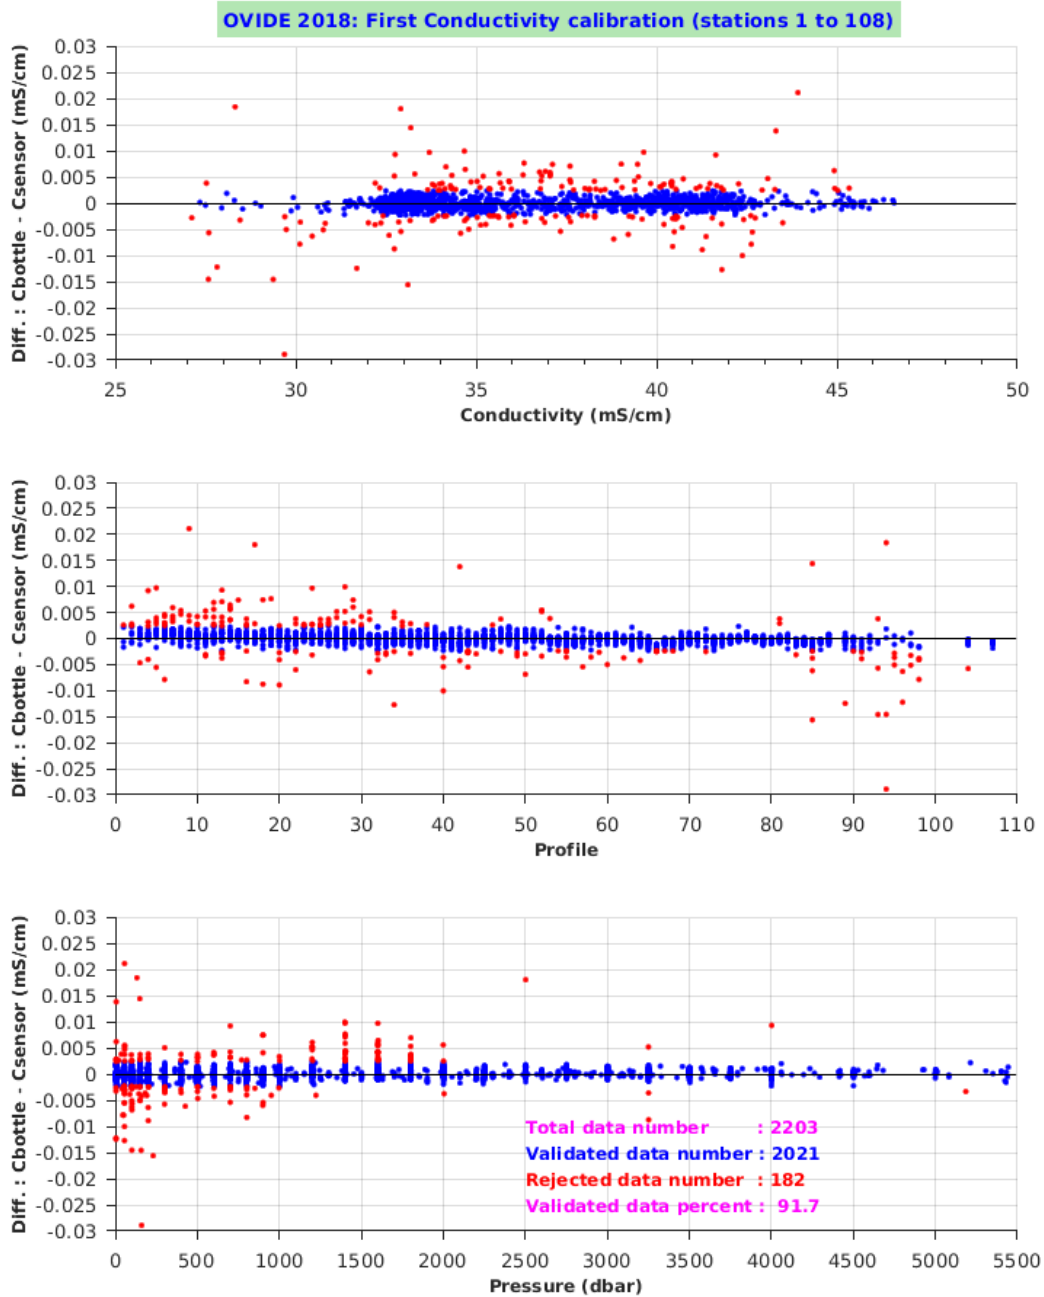 OVIDE 2018: First Conductivity calibration (stations 1 to 108)
Diff. : Cbottle - Csensor (mS/cm)
0.03
0.025
0.02
0.015
0.01
0.005
0
-0.005
-0.01
-0.015
-0.02
-0.025
-0.03
25 30 35 40 45 50
Conductivity (mS/cm)
Diff. : Cbottle - Csensor (mS/cm)
0.03
0.025
0.02
0.015
0.01
0.005
0
-0.005
-0.01
-0.015
-0.02
-0.025
-0.03
0 10 20 30 40 50 60 70 80 90 100 110
Profile
Diff. : Cbottle - Csensor (mS/cm)
0.03
0.025
0.02
0.015
0.01
0.005
0
-0.005
-0.01
-0.015
-0.02
-0.025
-0.03
Total data number : 2203
Validated data number : 2021
Rejected data number : 182
Validated data percent : 91.7
0 500 1000 1500 2000 2500 3000 3500 4000 4500 5000 5500
Pressure (dbar)